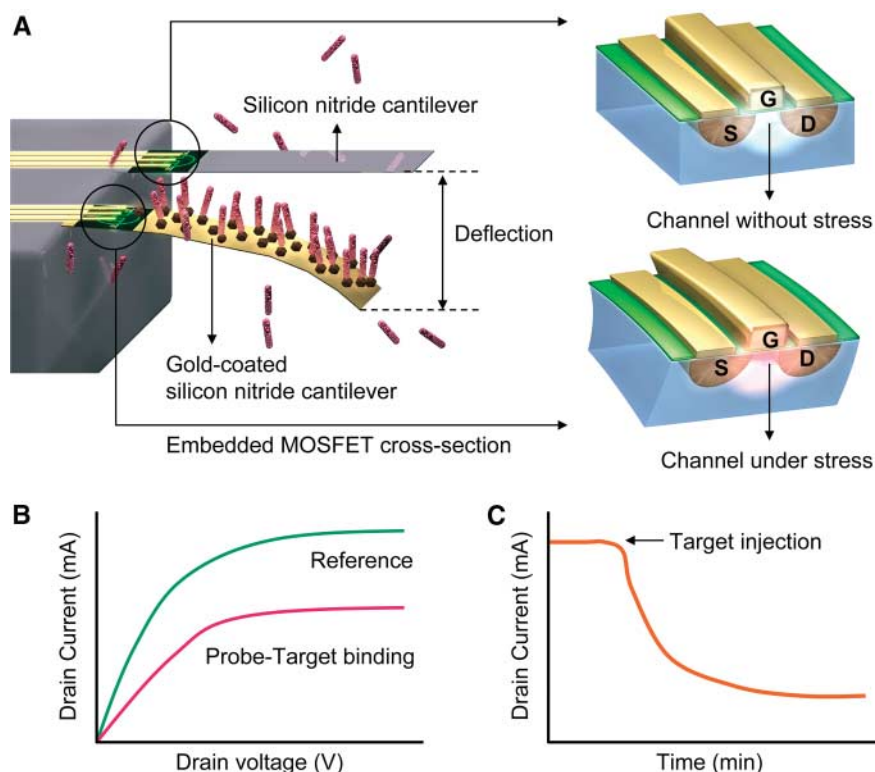 A
Silicon nitride cantilever
Deflection
Gold-coated
silicon nitride cantilever
Embedded MOSFET cross-section
G
S
D
Channel without stress
G
S
D
Channel under stress
B
Drain Current (mA)
Reference
Probe-Target binding
Drain voltage (V)
C
Drain Current (mA)
Target injection
Time (min)